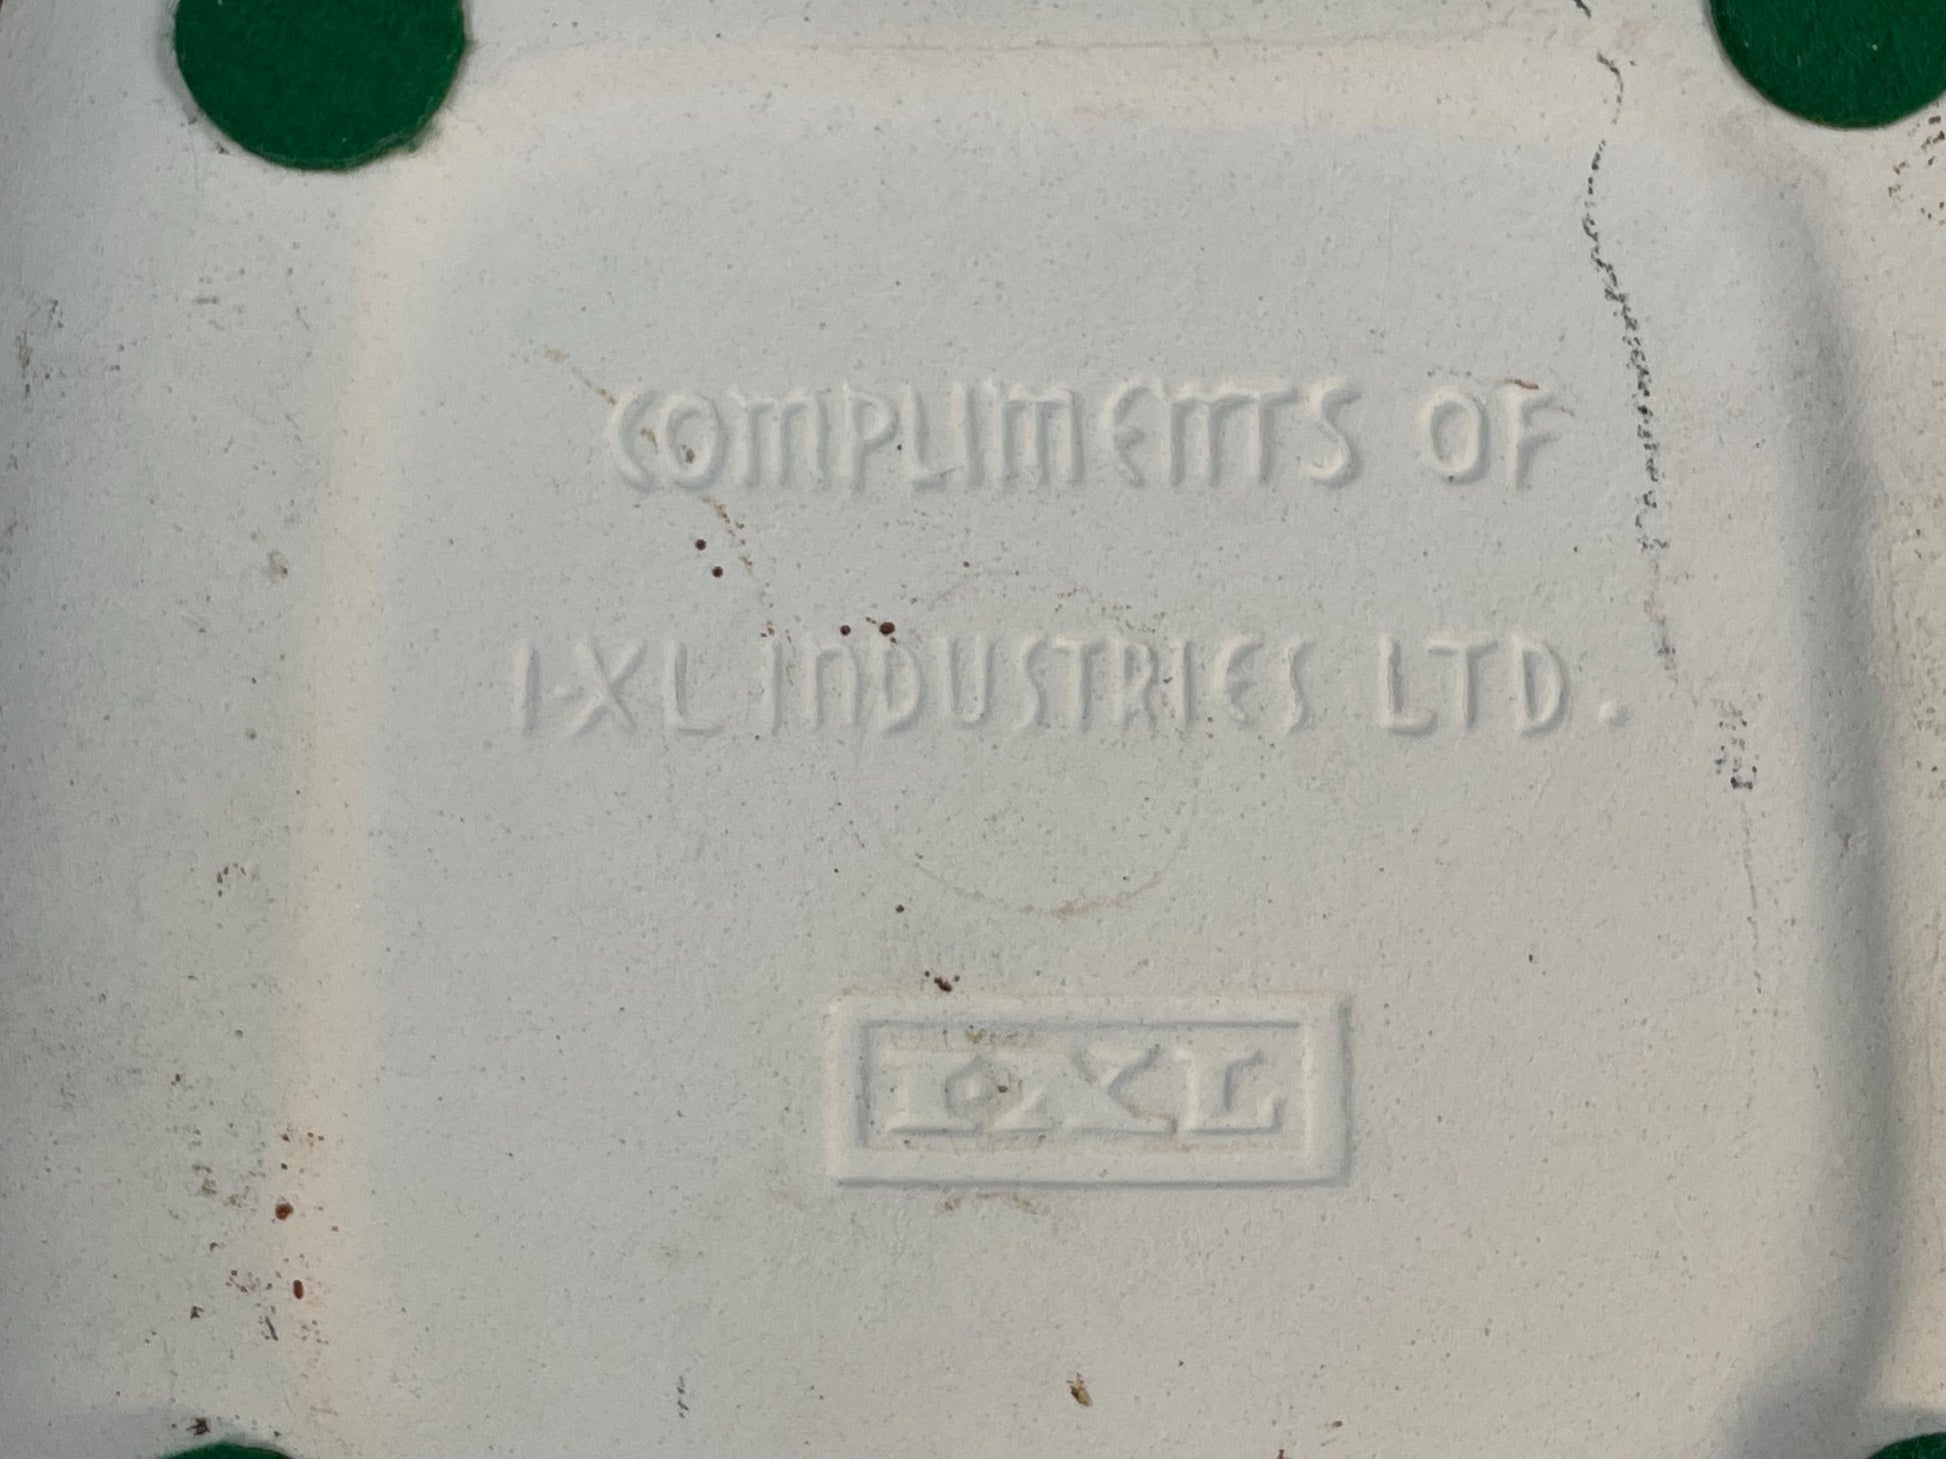 COMPLIMENTS OF
I-XL INDUSTRIES LTD.
I-XL